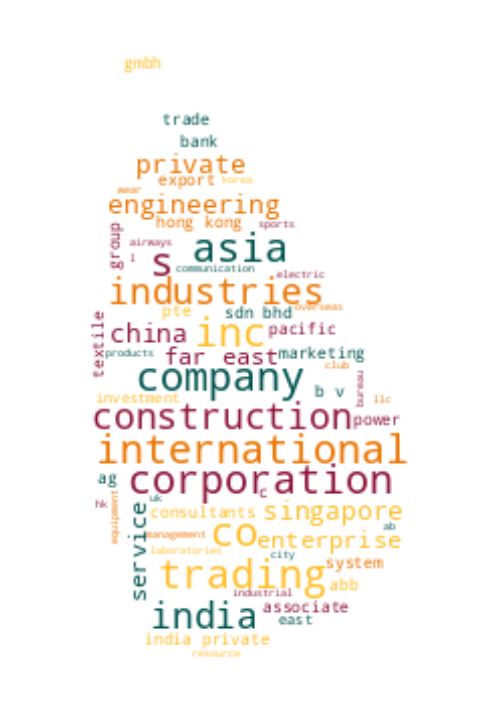 gmbh
trade
bank
private
export korea
wear
engineering
hong kong sports
group
airways
s asia
l communication
electric
industries
overseas
pte sdn bhd
textile
china inc pacific
products far east marketing
club
company
b v
bureau
investment llc
construction power
international
ag corporation
c
hk
equipment
uk
service
consultants singapore
ab
management co enterprise
laboratories city
system
trading abb
industrial
india associate
east
india private
resource